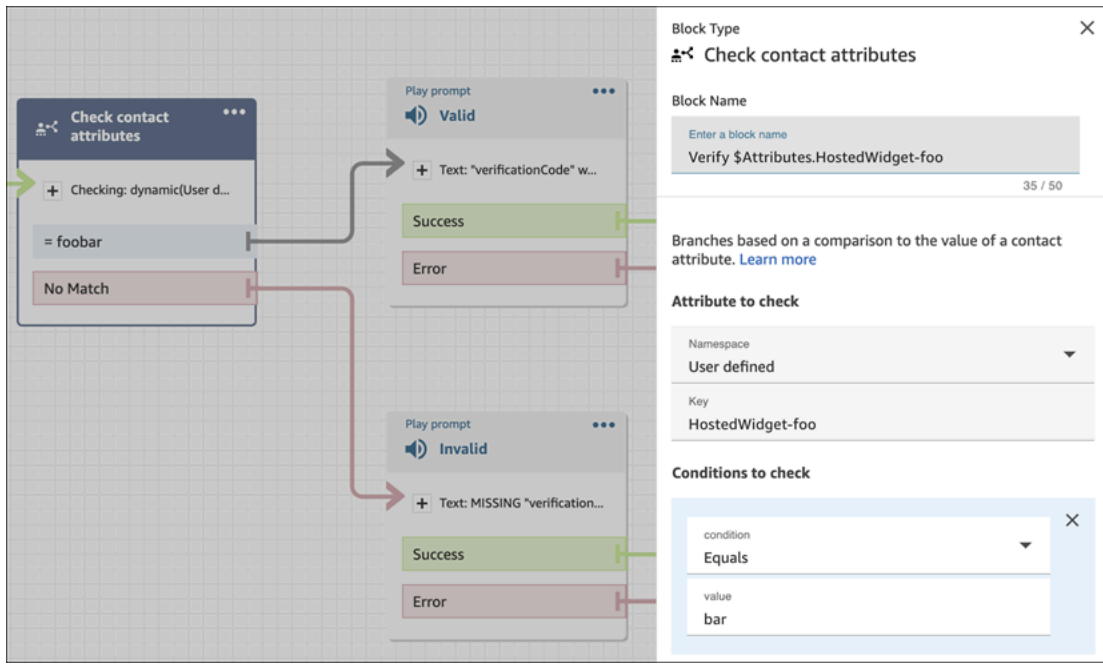 Check contact
attributes
Checking: dynamic(User d...
= foobar
No Match
Play prompt
Valid
Text: "verificationCode" w...
Success
Error
Play prompt
Invalid
Text: MISSING "verification...
Success
Error
Block Type
Check contact attributes
Block Name
Enter a block name
Verify $Attributes.HostedWidget-foo
35 / 50
Branches based on a comparison to the value of a contact
attribute. Learn more
Attribute to check
Namespace
User defined
Key
HostedWidget-foo
Conditions to check
condition
Equals
value
bar